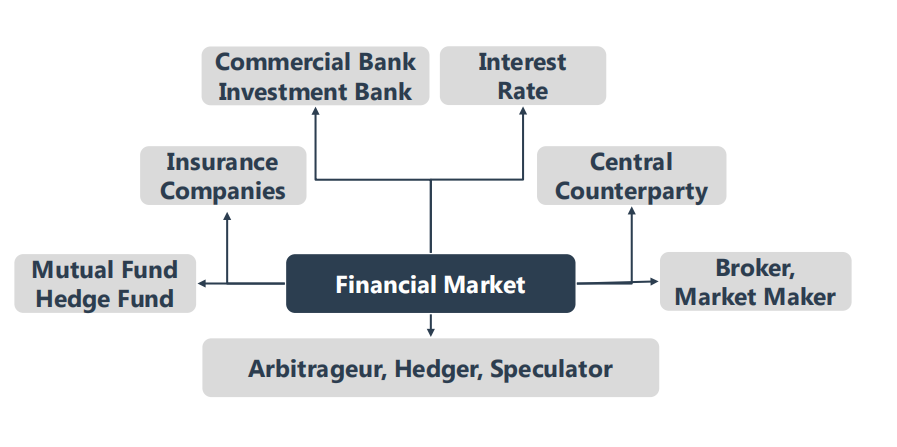 Commercial Bank
Investment Bank
Interest
Rate
Insurance
Companies
Central
Counterparty
Mutual Fund
Hedge Fund
Financial Market
Broker,
Market Maker
Arbitrageur, Hedger, Speculator